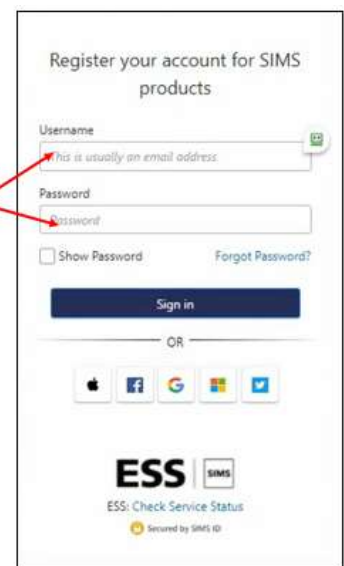 Register your account for SIMS
products
Username
This is usually an email address
Password
Password
Show Password
Forgot Password?
Sign in
OR
ESS SIMS
ESS: Check Service Status
Secured by SIMS ID